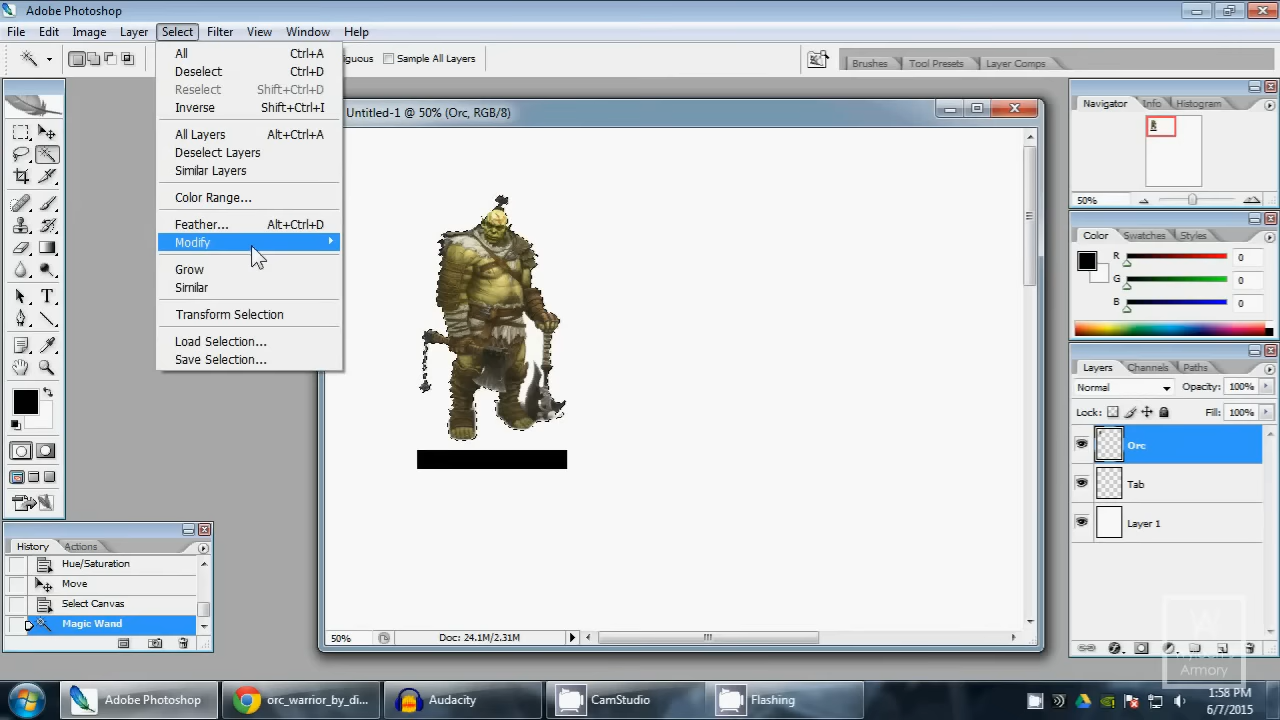 Adobe Photoshop
File Edit Image Layer Select Filter View Window Help
guous Sample All Layers Brushes Tool Presets Layer Comps
All Ctrl+A
Deselect Ctrl+D
Reselect Shift+Ctrl+D
Inverse Shift+Ctrl+I
All Layers Alt+Ctrl+A
Deselect Layers
Similar Layers
Color Range...
Feather... Alt+Ctrl+D
Modify
Grow
Similar
Transform Selection
Load Selection...
Save Selection...
Untitled-1 @ 50% (Orc, RGB/8)
50% Doc: 24.1M/2.31M
Navigator Info Histogram
50%
Color Swatches Styles
R 0
G 0
B 0
Layers Channels Paths
Normal Opacity: 100%
Lock: Fill: 100%
Orc
Tab
Layer 1
History Actions
Hue/Saturation
Move
Select Canvas
Magic Wand
Armory
Adobe Photoshop orc_warrior_by_di... Audacity CamStudio Flashing
1:58 PM
6/7/2015